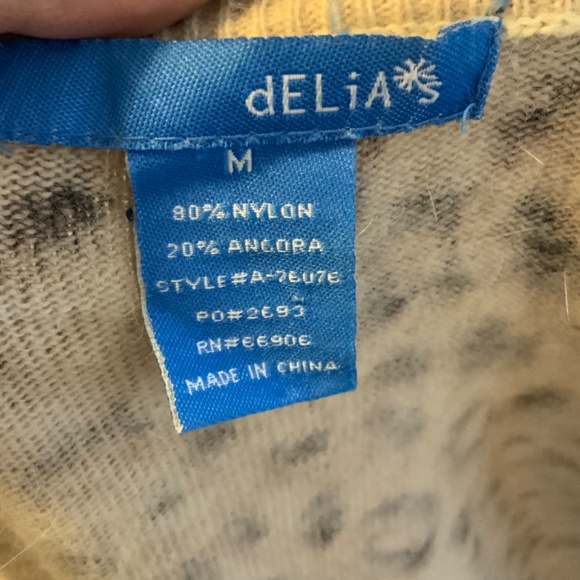 dELiA*s
M
80% NYLON
20% ANGORA
STYLE#A-76U76
PO#2693
RN#66906
MADE IN CHINA